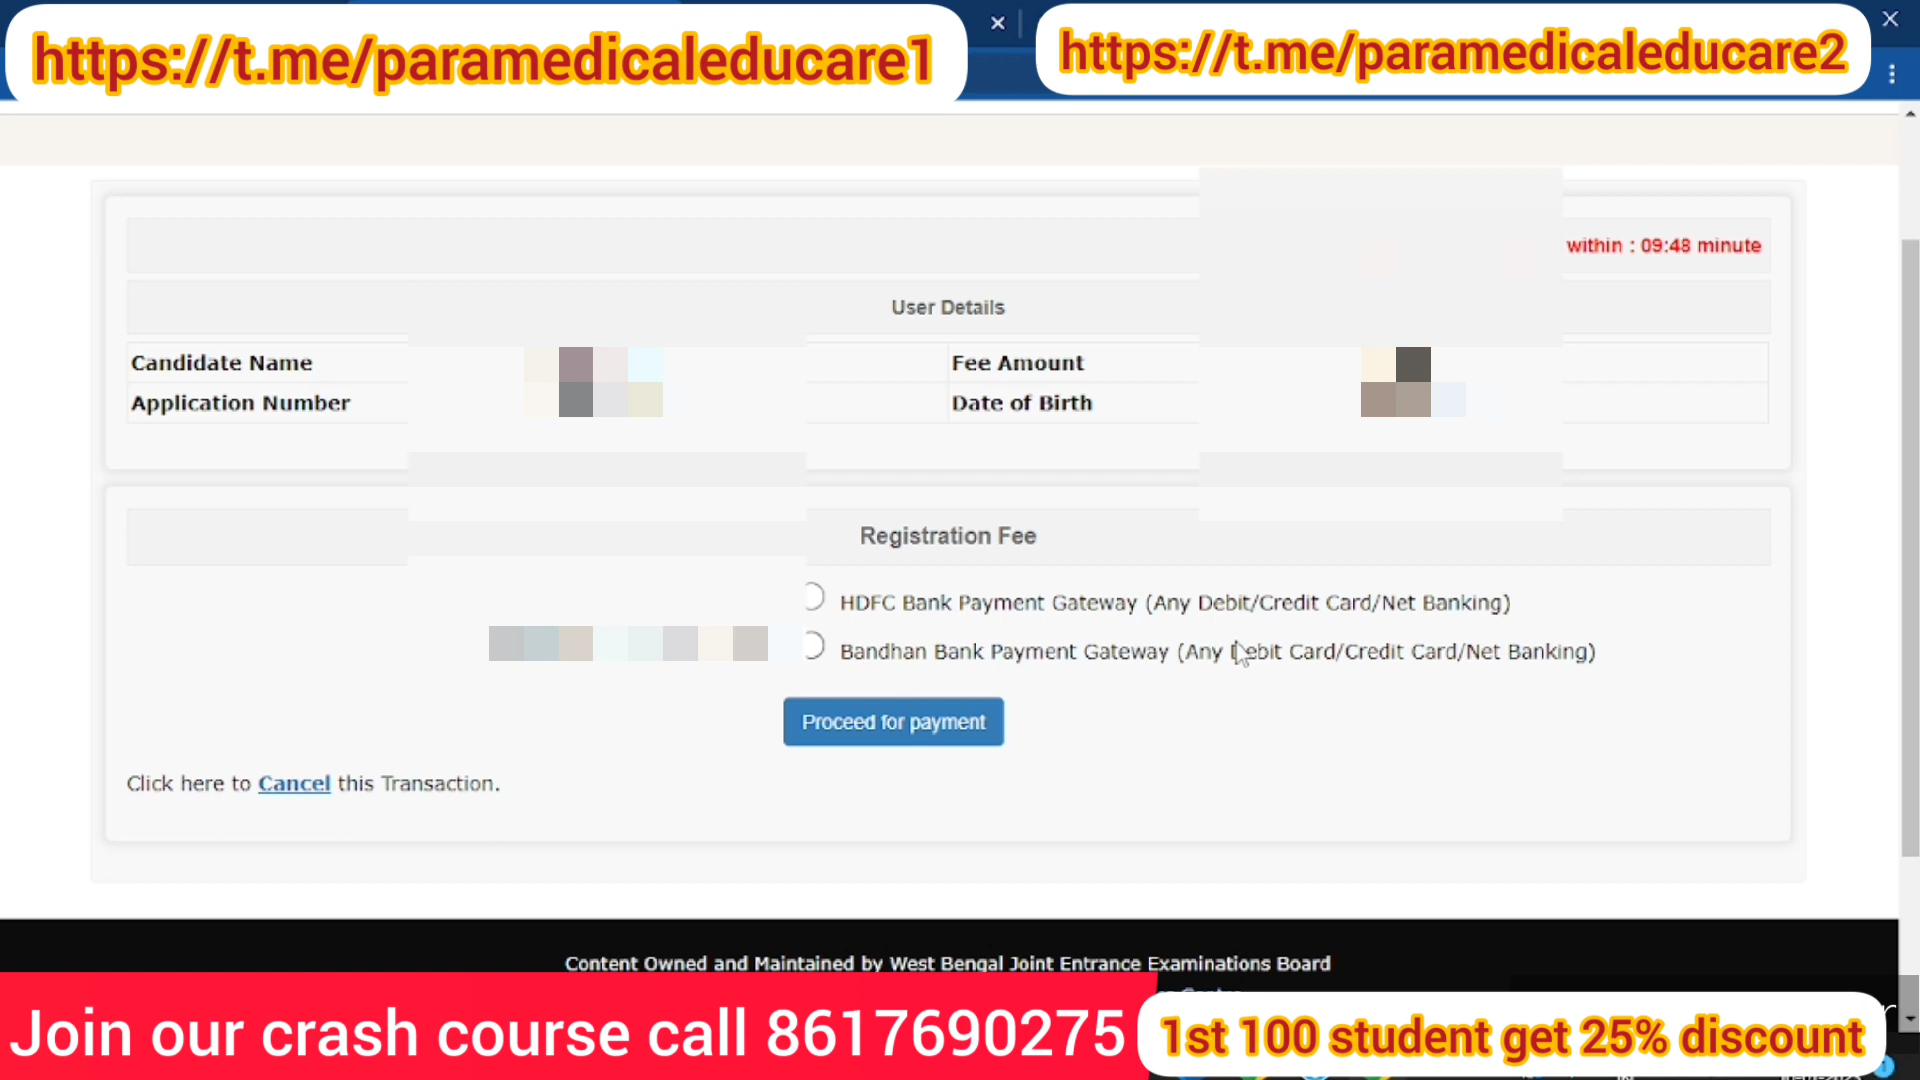 https://t.me/paramedicaleducare1
https://t.me/paramedicaleducare2
within : 09:48 minute
User Details
Candidate Name
Fee Amount
Application Number
Date of Birth
Registration Fee
HDFC Bank Payment Gateway (Any Debit/Credit Card/Net Banking)
Bandhan Bank Payment Gateway (Any Debit Card/Credit Card/Net Banking)
Proceed for payment
Click here to Cancel this Transaction.
Content Owned and Maintained by West Bengal Joint Entrance Examinations Board
Join our crash course call 8617690275
1st 100 student get 25% discount